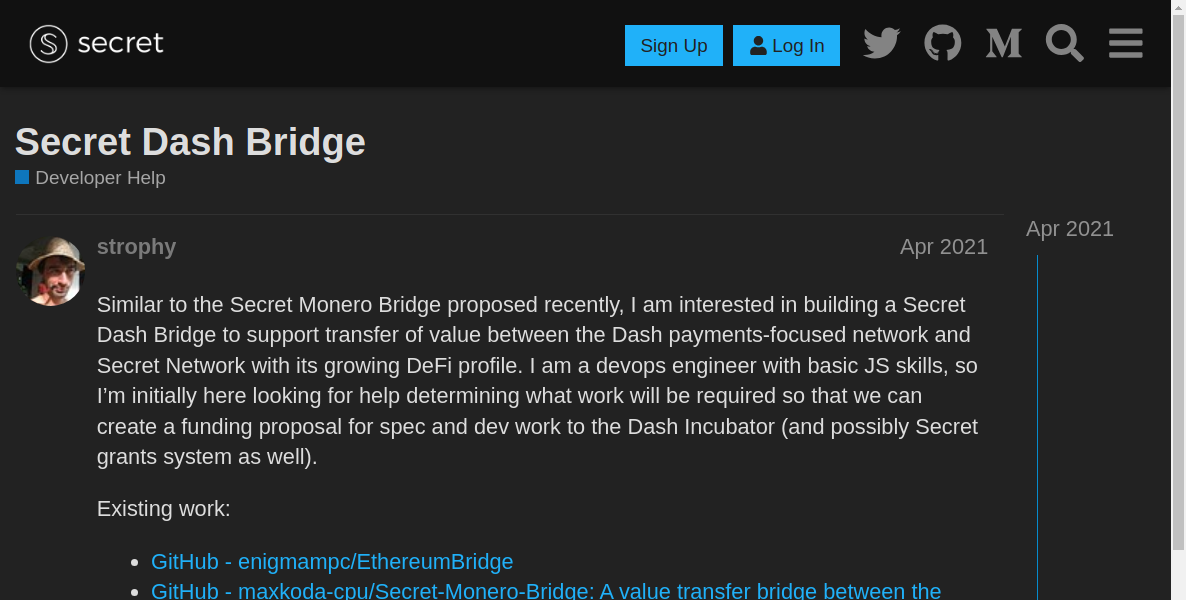 secret
Sign Up
Log In
Secret Dash Bridge
Developer Help
strophy
Apr 2021
Apr 2021
Similar to the Secret Monero Bridge proposed recently, I am interested in building a Secret
Dash Bridge to support transfer of value between the Dash payments-focused network and
Secret Network with its growing DeFi profile. I am a devops engineer with basic JS skills, so
I’m initially here looking for help determining what work will be required so that we can
create a funding proposal for spec and dev work to the Dash Incubator (and possibly Secret
grants system as well).
Existing work:
GitHub - enigmampc/EthereumBridge
GitHub - maxkoda-cpu/Secret-Monero-Bridge: A value transfer bridge between the